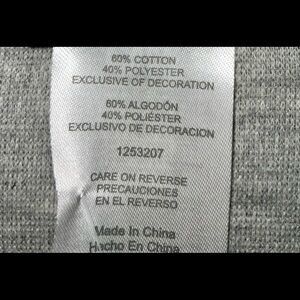 60% COTTON
40% POLYESTER
EXCLUSIVE OF DECORATION
60% ALGODÓN
40% POLIÉSTER
EXCLUSIVO DE DECORACION
1253207
CARE ON REVERSE
PRECAUCIONES
EN EL REVERSO
Made In China
Hecho En China